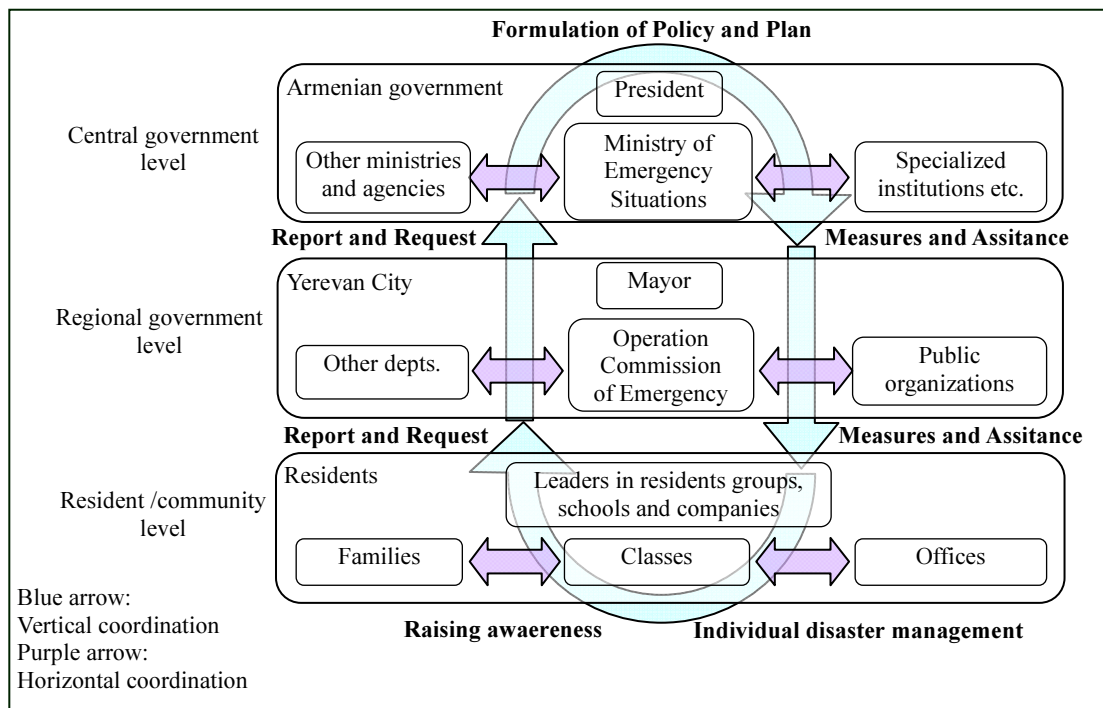 Formulation of Policy and Plan
Central government
level
Armenian government
President
Other ministries
and agencies
Ministry of
Emergency
Situations
Specialized
institutions etc.
Report and Request
Measures and Assitance
Regional government
level
Yerevan City
Mayor
Other depts.
Operation
Commission
of Emergency
Public
organizations
Report and Request
Measures and Assitance
Resident /community
level
Residents
Leaders in residents groups,
schools and companies
Families
Classes
Offices
Raising awaereness
Individual disaster management
Blue arrow:
Vertical coordination
Purple arrow:
Horizontal coordination